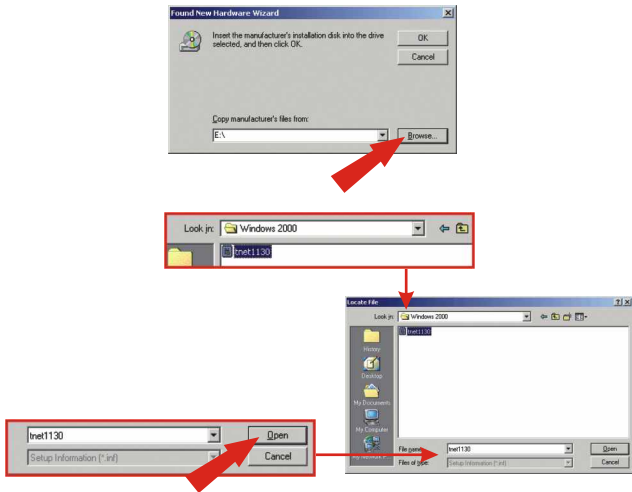 Found New Hardware Wizard
Insert the manufacturer's installation disk into the drive
selected, and then click OK.
OK
Cancel
Copy manufacturer's files from:
E:\
Browse...
Look in: Windows 2000
tnet1130
Locate File
Look in: Windows 2000
tnet1130
History
Desktop
My Documents
My Computer
My Network P...
File name: tnet1130 Open
Files of type: Setup Information (*.inf) Cancel
tnet1130 Open
Setup Information (*.inf) Cancel